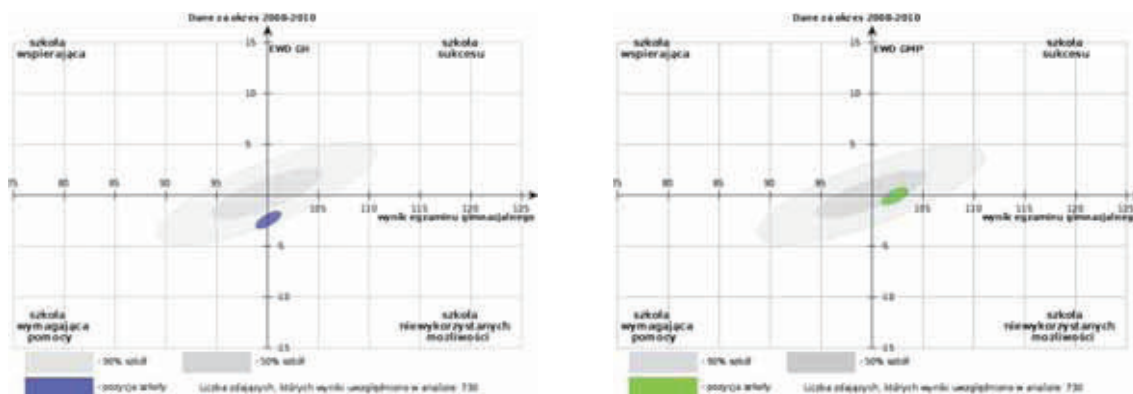 Dane za okres 2008-2010
szkoła
wspierająca
EWD GH
szkoła
sukcesu
15
10
5
75
80
85
90
95
105
110
115
120
125
wynik egzaminu gimnazjalnego
-5
-10
-15
szkoła
wymagająca
pomocy
szkoła
niewykorzystanych
możliwości
- 90% szkół
- 50% szkół
- pozycja szkoły
Liczba zdających, których wyniki uwzględniono w analizie: 730
Dane za okres 2008-2010
szkoła
wspierająca
EWD GMP
szkoła
sukcesu
15
10
5
75
80
85
90
95
105
110
115
120
125
wynik egzaminu gimnazjalnego
-5
-10
-15
szkoła
wymagająca
pomocy
szkoła
niewykorzystanych
możliwości
- 90% szkół
- 50% szkół
- pozycja szkoły
Liczba zdających, których wyniki uwzględniono w analizie: 730